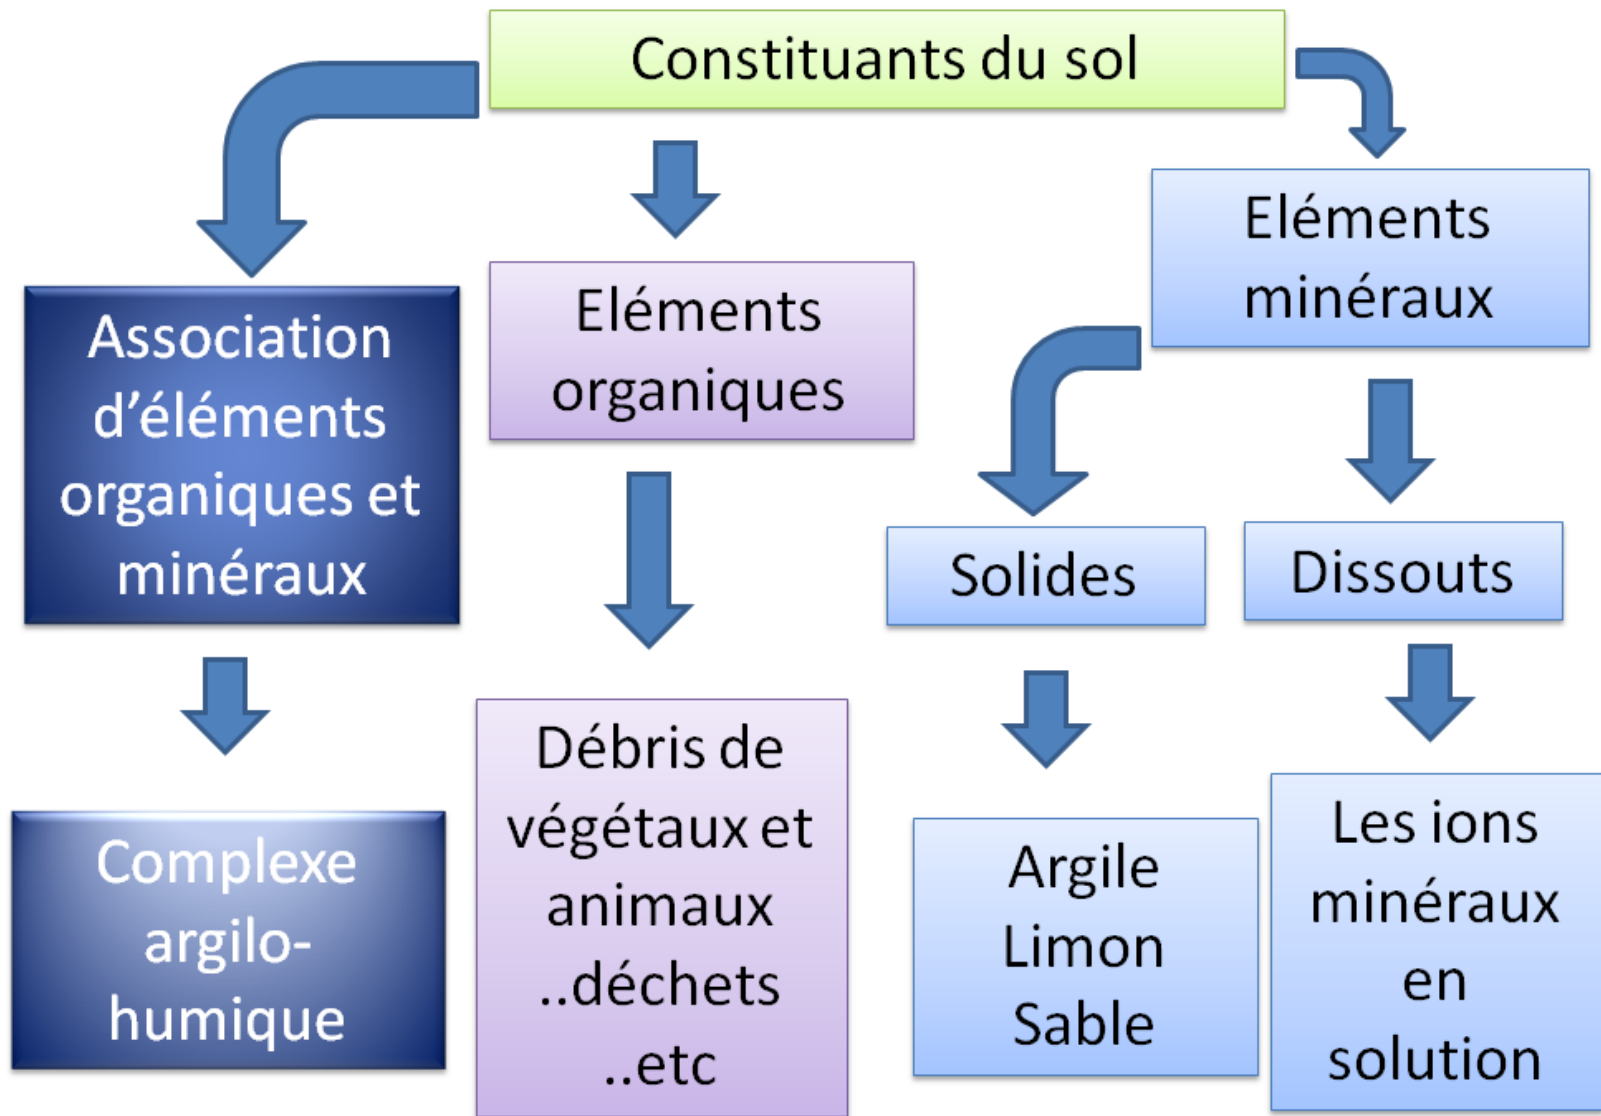 Constituants du sol
Eléments
minéraux
Eléments
organiques
Association
d’éléments
organiques et
minéraux
Solides
Dissouts
Débris de
végétaux et
animaux
..déchets
..etc
Complexe
argilo-
humique
Argile
Limon
Sable
Les ions
minéraux
en
solution